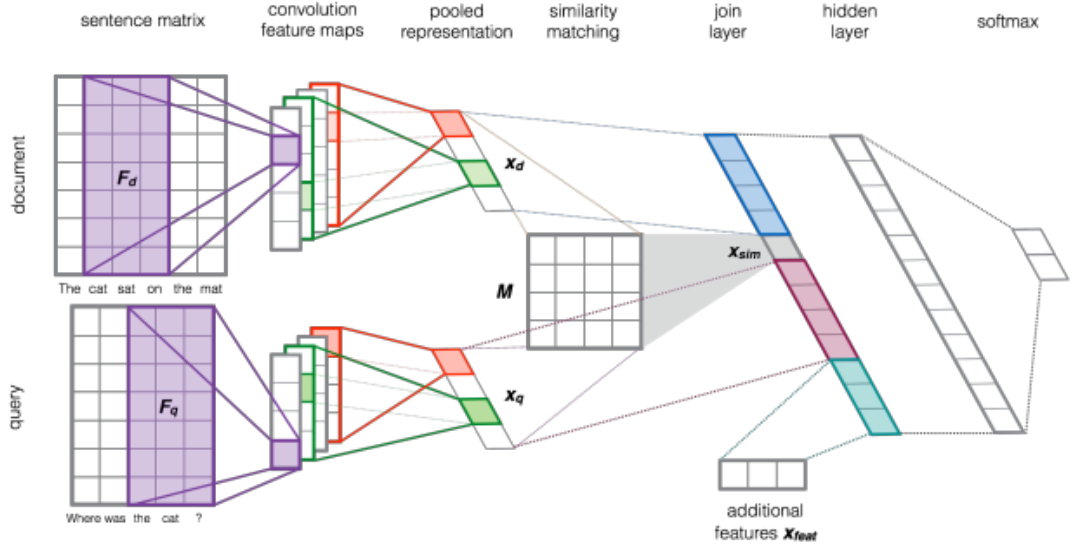 sentence matrix
convolution
feature maps
pooled
representation
similarity
matching
join
layer
hidden
layer
softmax
document
F_d
The cat sat on the mat
x_d
M
x_sim
query
F_q
Where was the cat ?
x_q
additional
features x_feat